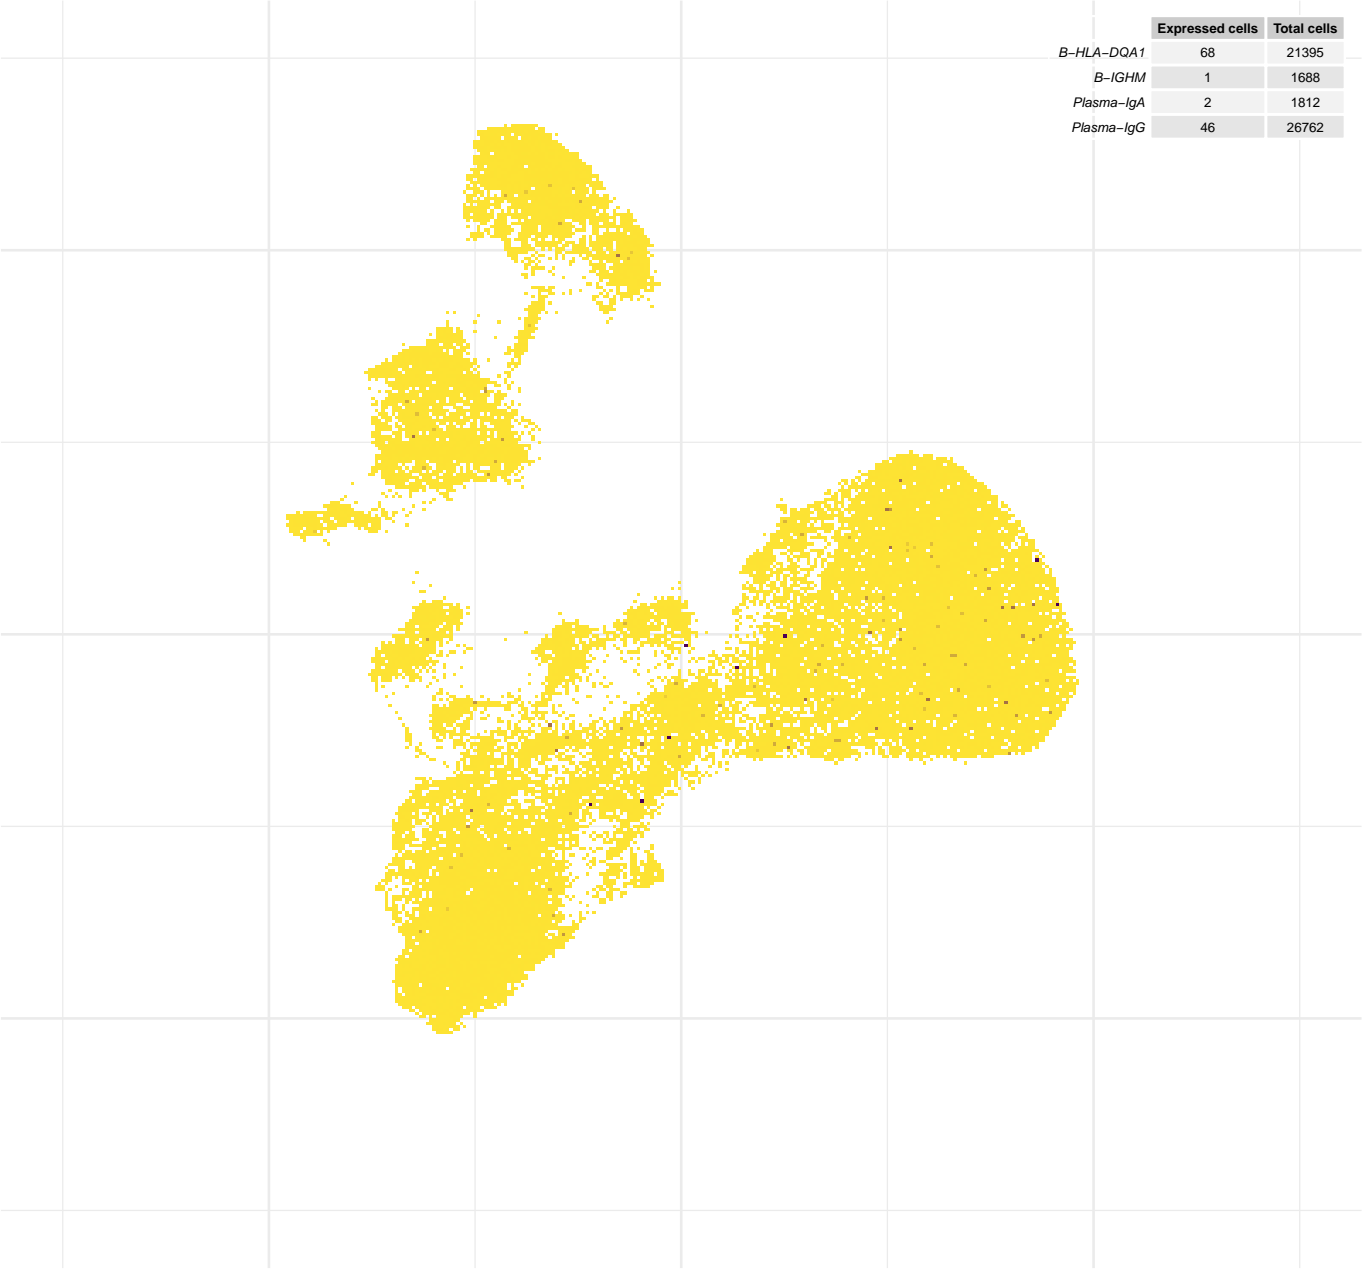 Expressed cells Total cells
B−HLA−DQA1 68 21395
B−IGHM 1 1688
Plasma−IgA 2 1812
Plasma−IgG 46 26762